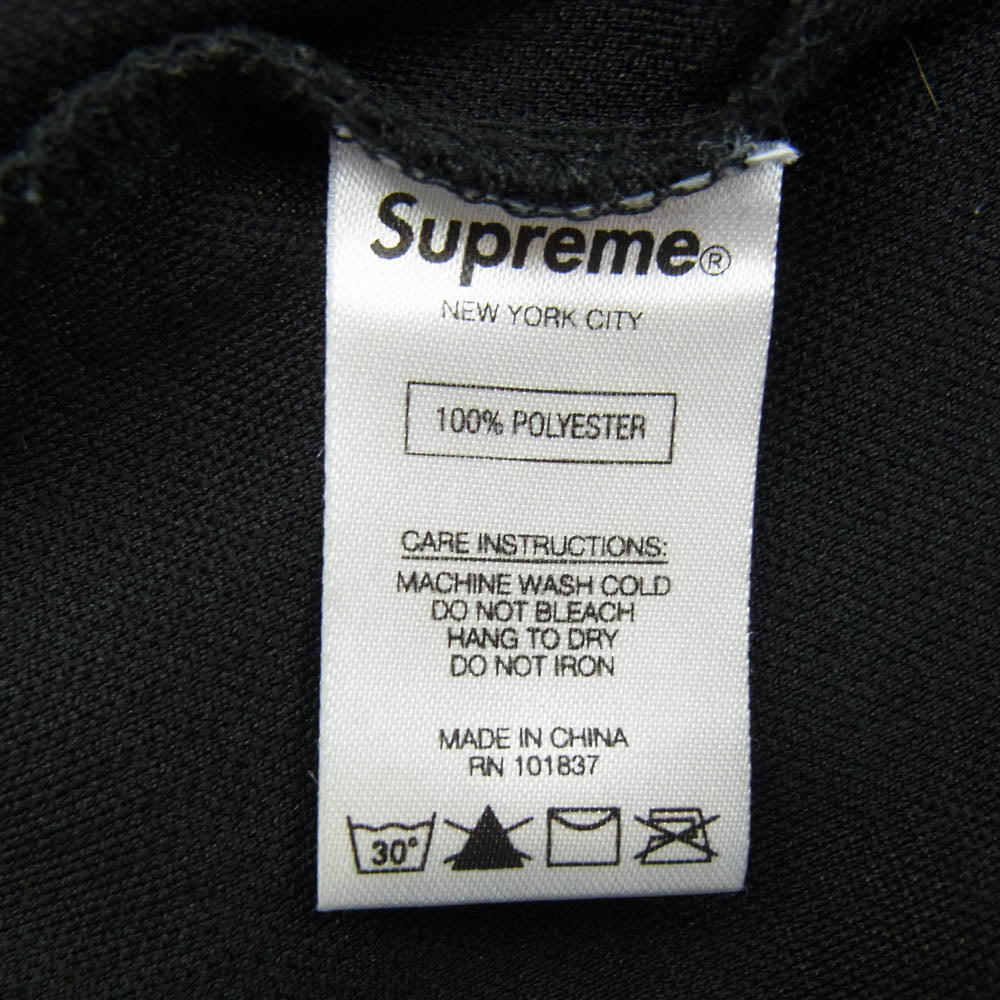 Supreme®
NEW YORK CITY
100% POLYESTER
CARE INSTRUCTIONS:
MACHINE WASH COLD
DO NOT BLEACH
HANG TO DRY
DO NOT IRON
MADE IN CHINA
RN 101837
30°